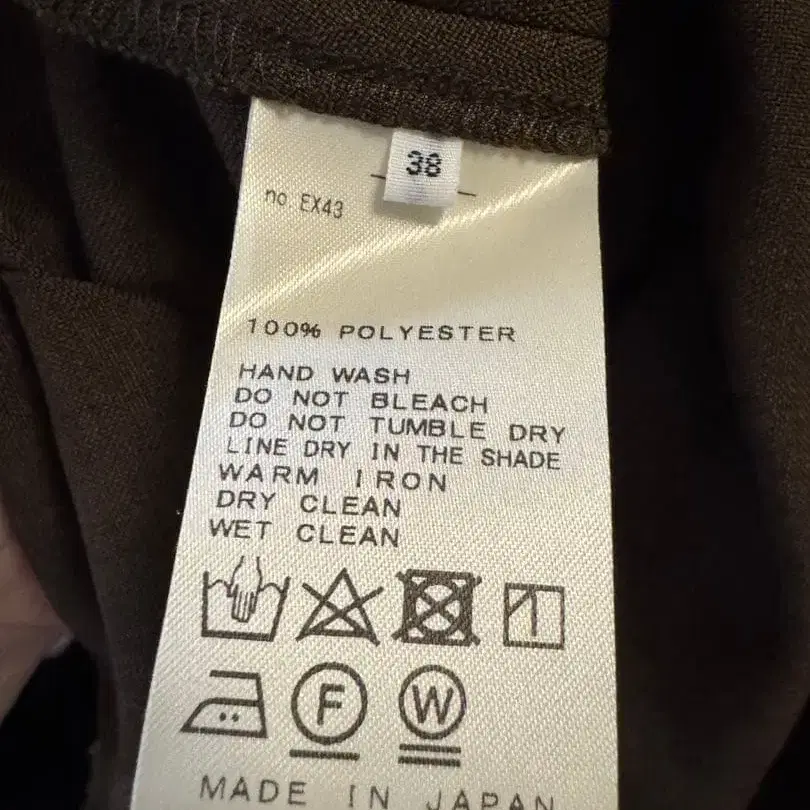 38
no EX43
100% POLYESTER
HAND WASH
DO NOT BLEACH
DO NOT TUMBLE DRY
LINE DRY IN THE SHADE
WARM IRON
DRY CLEAN
WET CLEAN
F W
MADE IN JAPAN